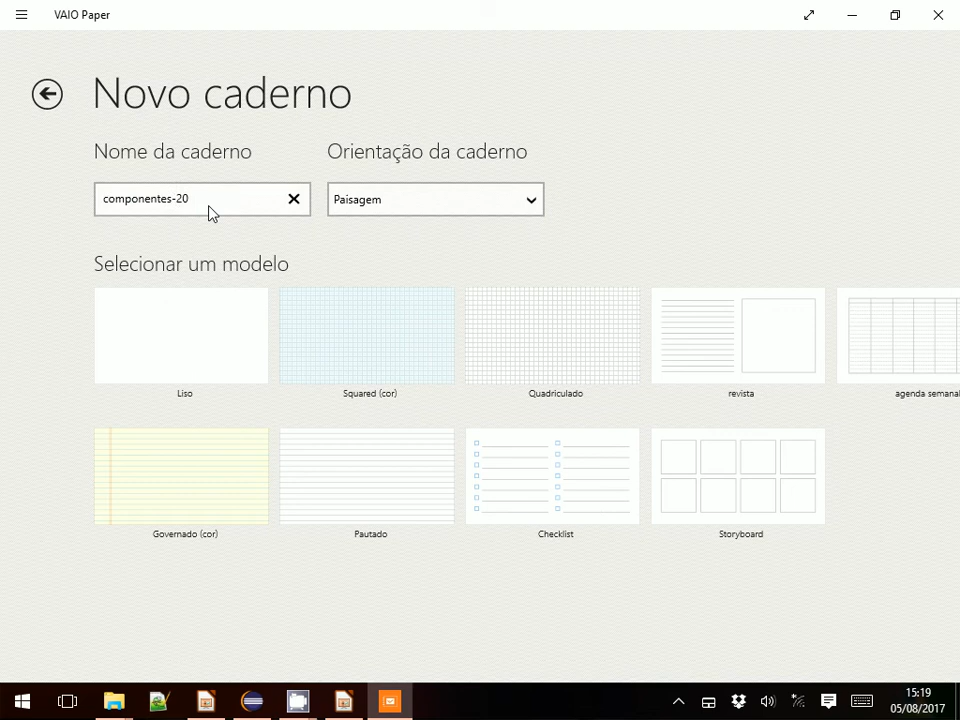 VAIO Paper
Novo caderno
Nome da caderno
Orientação da caderno
componentes-20
Paisagem
Selecionar um modelo
Liso
Squared (cor)
Quadriculado
revista
agenda semanal
Governado (cor)
Pautado
Checklist
Storyboard
15:19
05/08/2017